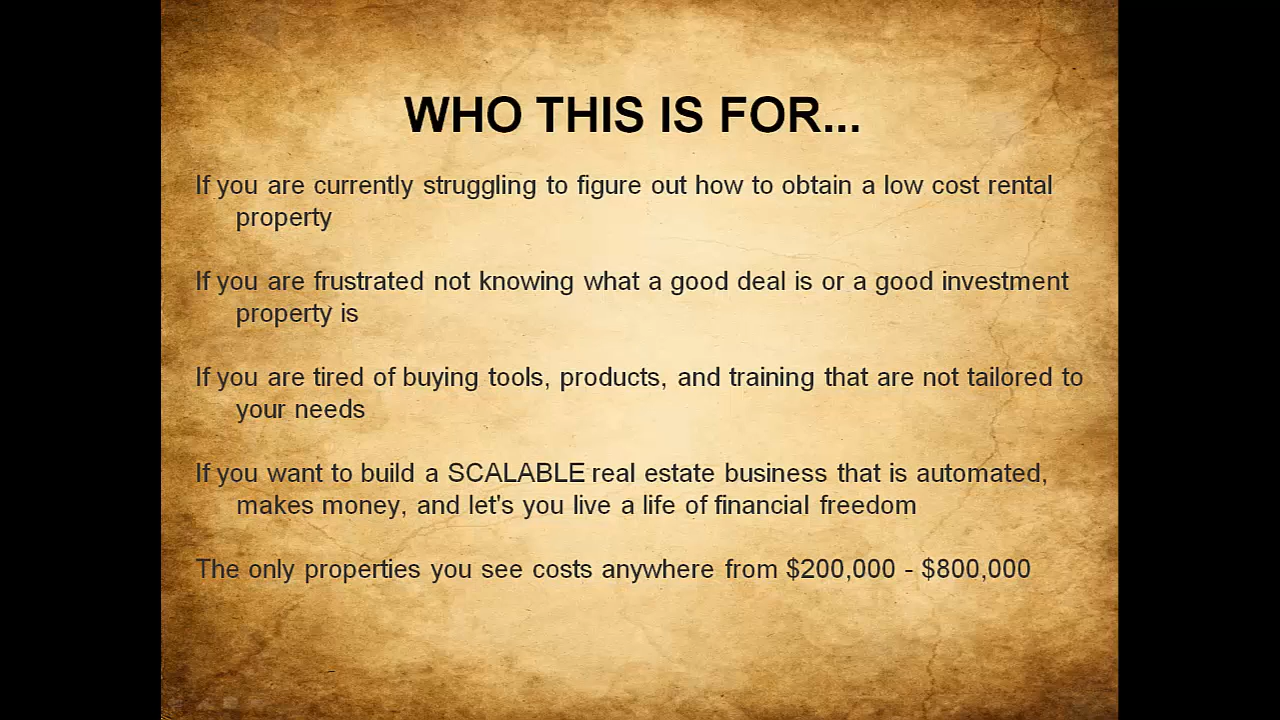 WHO THIS IS FOR...
If you are currently struggling to figure out how to obtain a low cost rental
property
If you are frustrated not knowing what a good deal is or a good investment
property is
If you are tired of buying tools, products, and training that are not tailored to
your needs
If you want to build a SCALABLE real estate business that is automated,
makes money, and let's you live a life of financial freedom
The only properties you see costs anywhere from $200,000 - $800,000